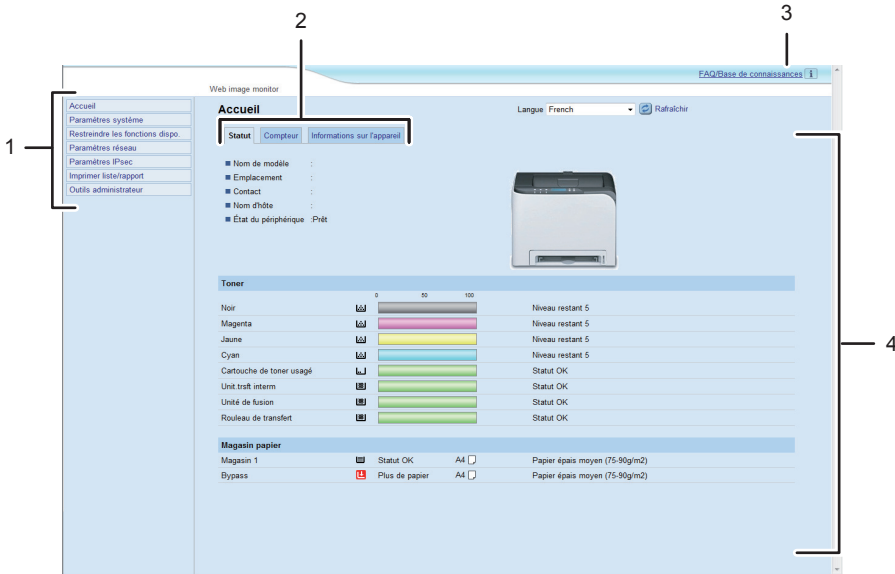 2
3
FAQ/Base de connaissances i
Web image monitor
Accueil
Paramètres système
Restreindre les fonctions dispo.
Paramètres réseau
Paramètres IPsec
Imprimer liste/rapport
Outils administrateur
1
Accueil
Langue French Rafraîchir
Statut Compteur Informations sur l'appareil
Nom de modèle :
Emplacement :
Contact :
Nom d'hôte :
État du périphérique :Prêt
Toner
0 50 100
Noir Niveau restant 5
Magenta Niveau restant 5
Jaune Niveau restant 5
Cyan Niveau restant 5
Cartouche de toner usagé Statut OK
Unit.trsft interm Statut OK
Unité de fusion Statut OK
Rouleau de transfert Statut OK
4
Magasin papier
Magasin 1 Statut OK A4 Papier épais moyen (75-90g/m2)
Bypass Plus de papier A4 Papier épais moyen (75-90g/m2)